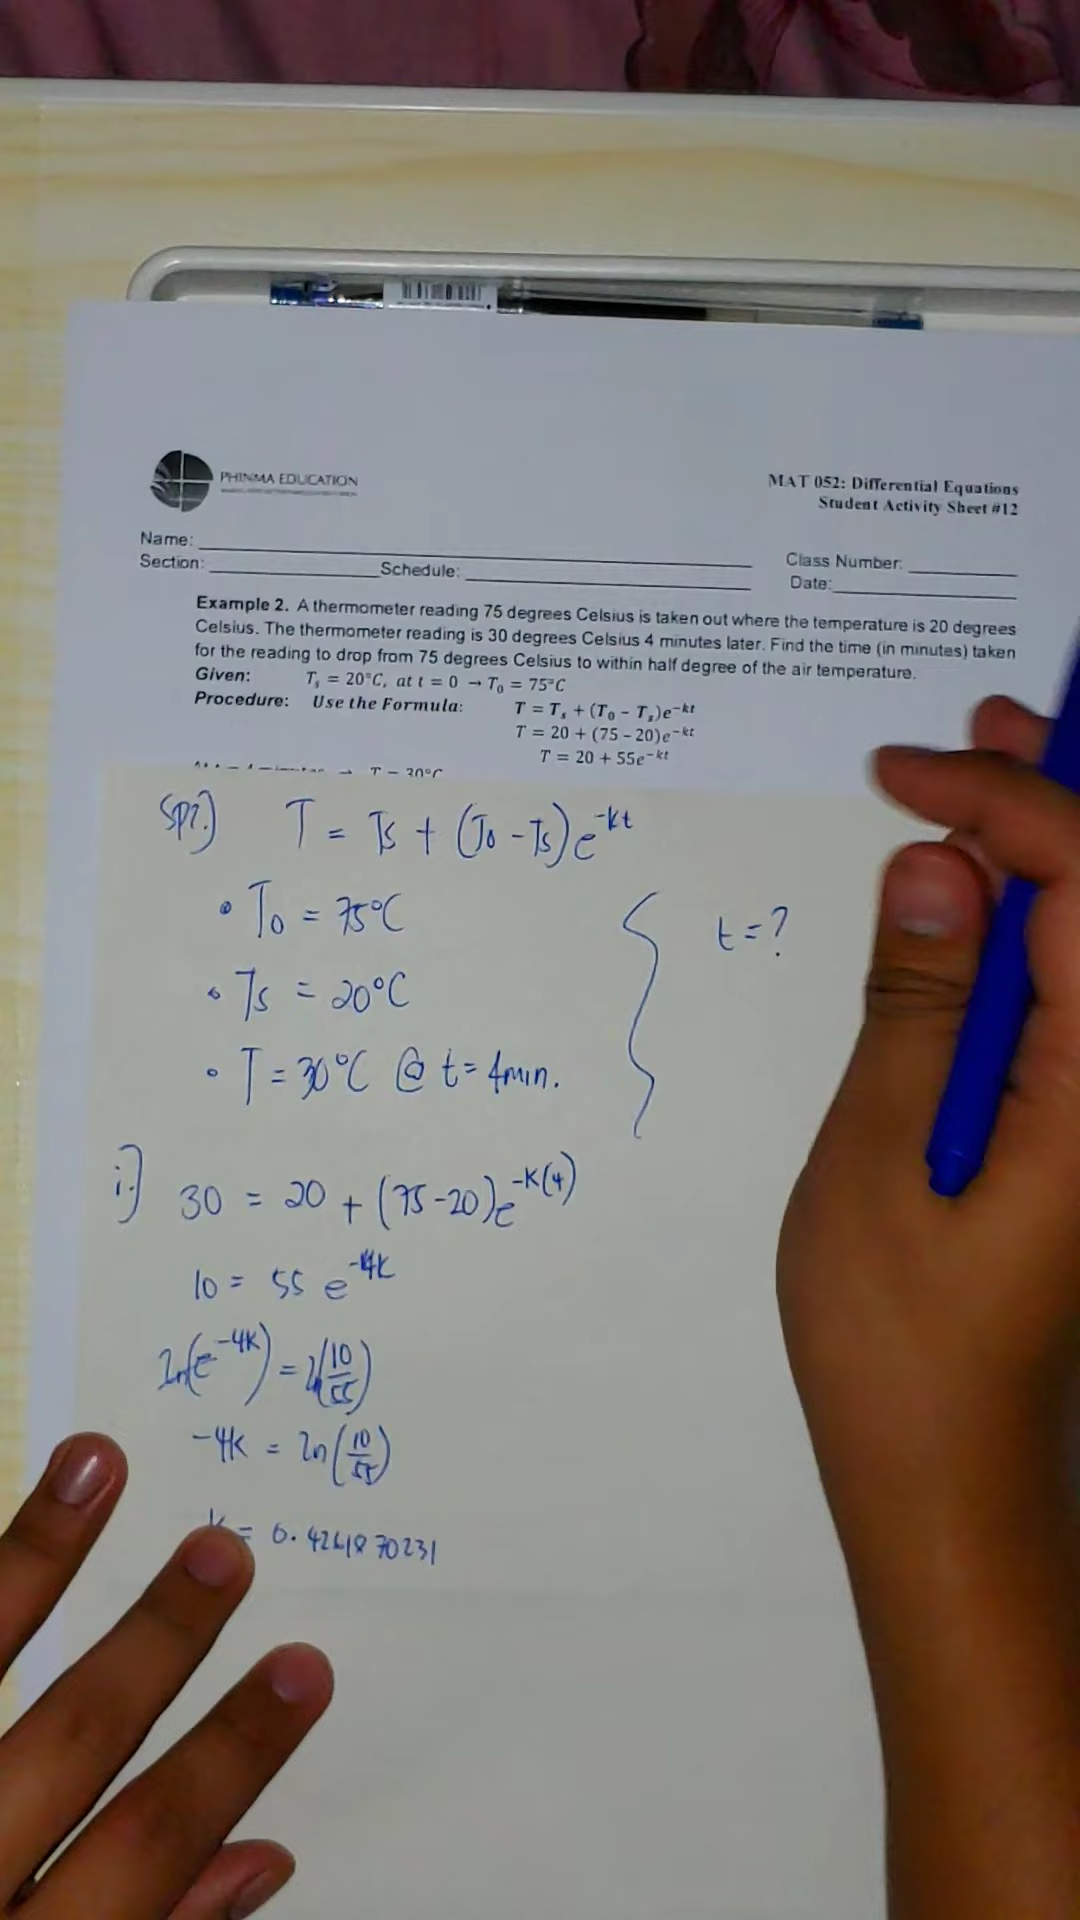 PHINMA EDUCATION
MAT 052: Differential Equations
Student Activity Sheet #12
Name:
Section: Schedule:
Class Number:
Date:
Example 2. A thermometer reading 75 degrees Celsius is taken out where the temperature is 20 degrees
Celsius. The thermometer reading is 30 degrees Celsius 4 minutes later. Find the time (in minutes) taken
for the reading to drop from 75 degrees Celsius to within half degree of the air temperature.
Given: Tₛ = 20°C, at t = 0 → T₀ = 75°C
Procedure: Use the Formula: T = Tₛ + (T₀ − Tₛ)e^−kt
T = 20 + (75 − 20)e^−kt
T = 20 + 55e^−kt
T = Ts + (To - Ts)e^-kt
• To = 75°C
t = ?
• Ts = 20°C
• T = 30°C @ t = 4min.
i.) 30 = 20 + (75-20)e^-k(4)
10 = 55 e^-4k
ln(e^-4k) = ln(10/55)
-4k = ln(10/55)
k = 0.4261870231